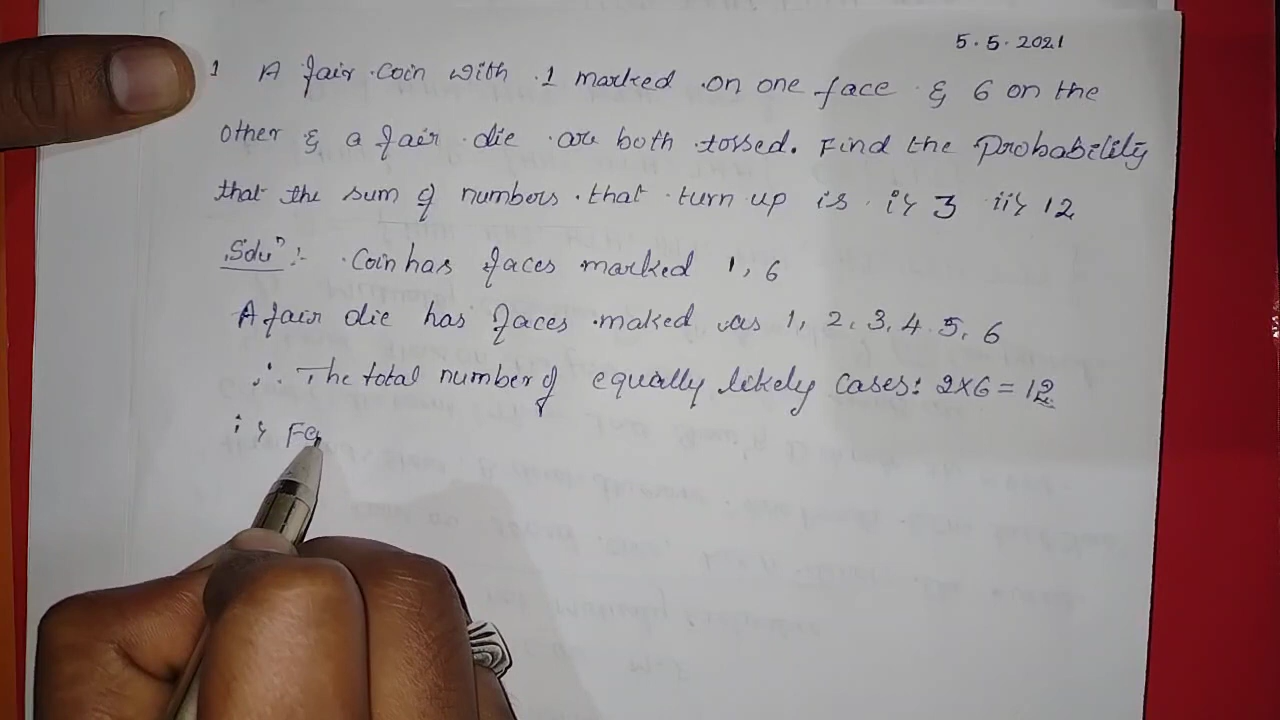 5.5.2021
1 A fair coin with 1 marked on one face & 6 on the
other & a fair die are both tossed. Find the Probability
that the sum of numbers that turn up is i> 3 ii> 12
Solun :- Coin has faces marked 1, 6
A fair die has faces maked as 1, 2, 3, 4. 5, 6
∴ The total number of equally likely cases: 2×6 = 12
i> Fo